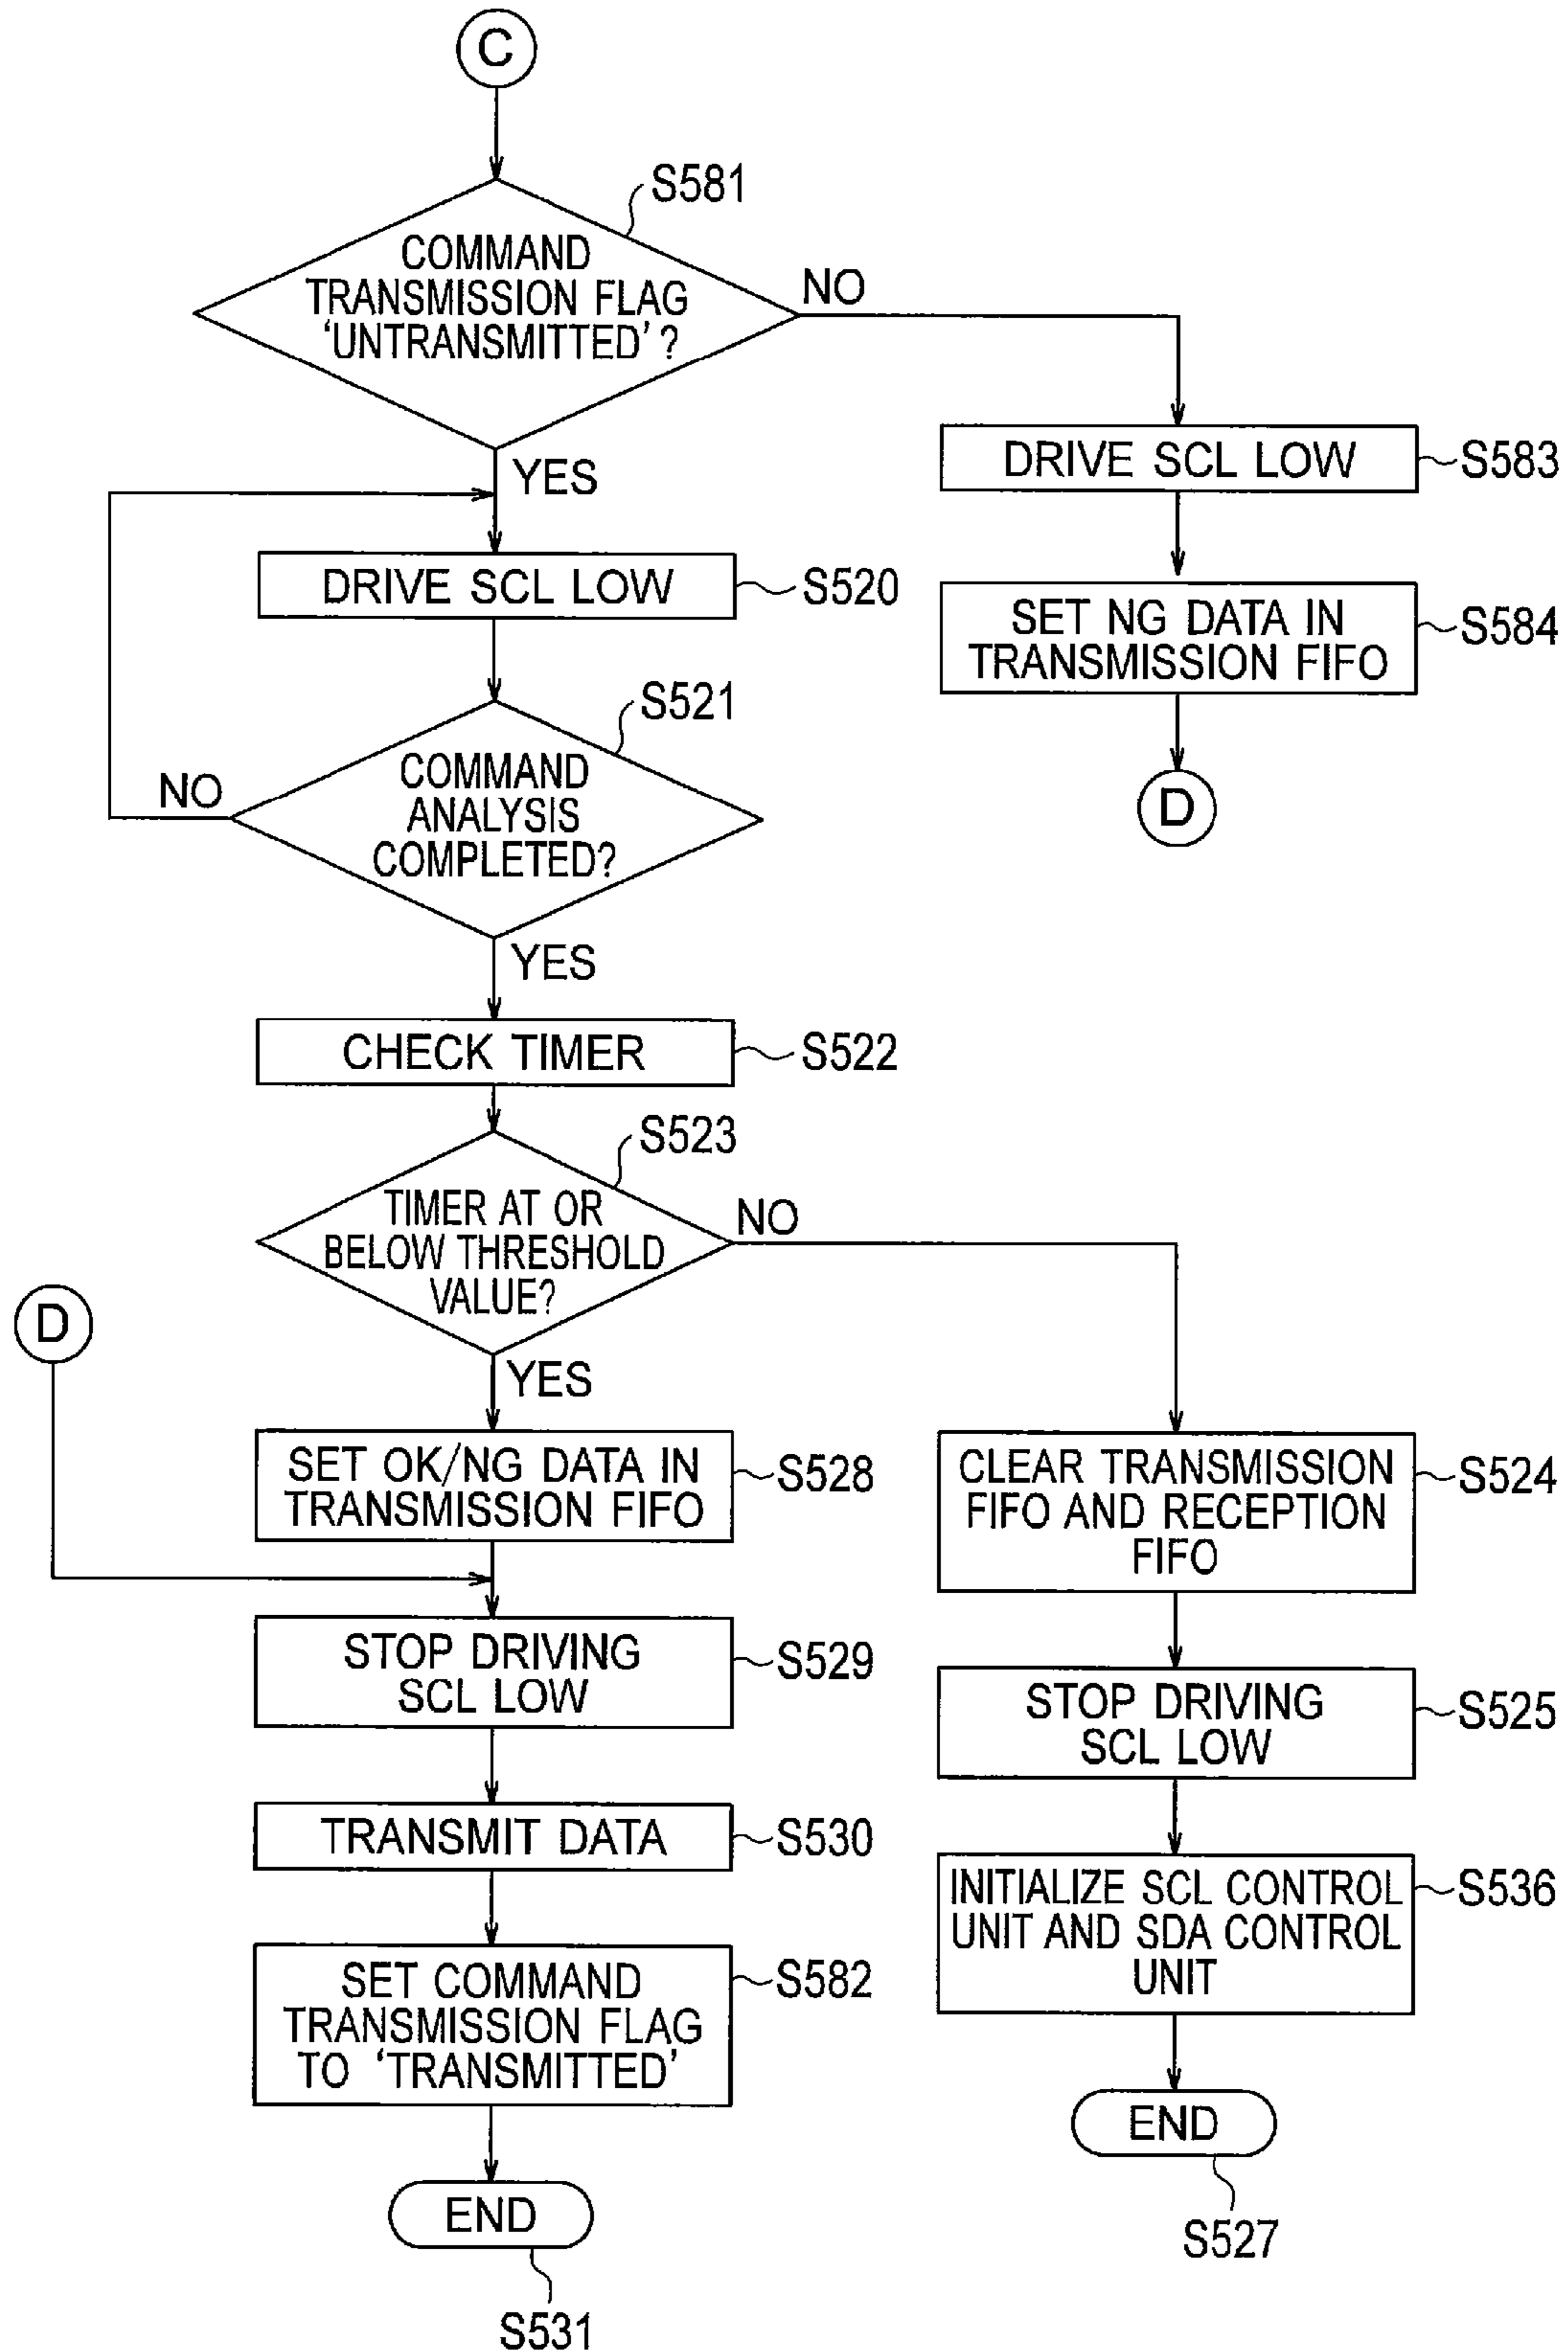 C
S581
COMMAND
TRANSMISSION FLAG
‘UNTRANSMITTED’ ?
NO
YES
DRIVE SCL LOW
S583
DRIVE SCL LOW
S520
SET NG DATA IN
TRANSMISSION FIFO
S584
S521
COMMAND
ANALYSIS
COMPLETED?
NO
D
YES
CHECK TIMER
S522
S523
TIMER AT OR
BELOW THRESHOLD
VALUE?
NO
D
YES
SET OK/NG DATA IN
TRANSMISSION FIFO
S528
CLEAR TRANSMISSION
FIFO AND RECEPTION
FIFO
S524
STOP DRIVING
SCL LOW
S529
STOP DRIVING
SCL LOW
S525
TRANSMIT DATA
S530
INITIALIZE SCL CONTROL
UNIT AND SDA CONTROL
UNIT
S536
SET COMMAND
TRANSMISSION FLAG
TO ‘TRANSMITTED’
S582
END
S527
END
S531